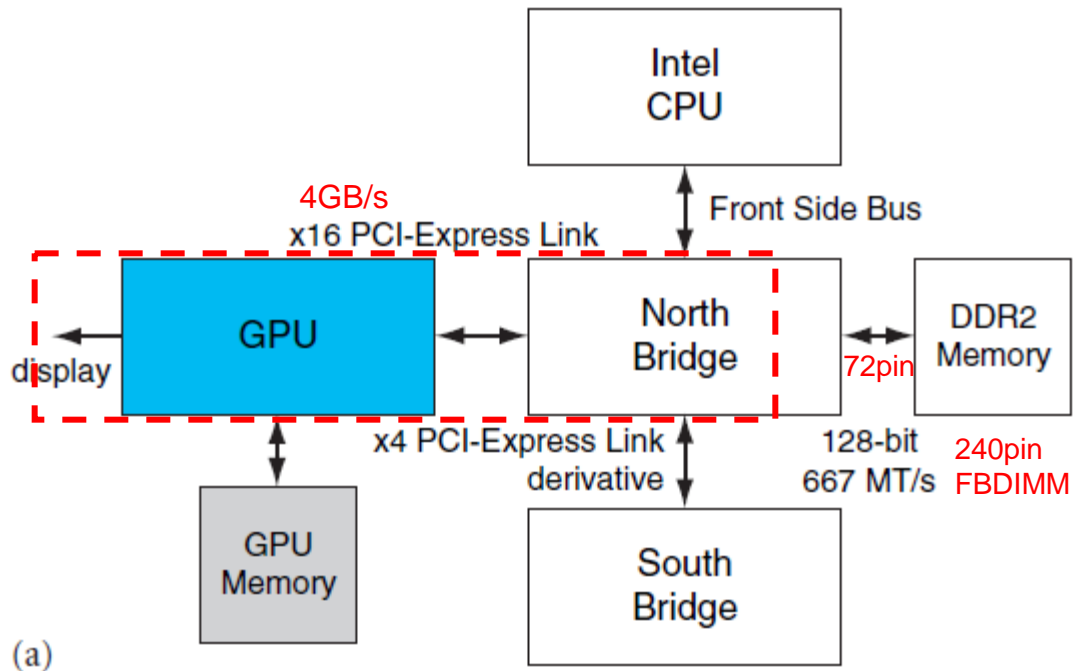 Intel
CPU
4GB/s
x16 PCI-Express Link
Front Side Bus
GPU
North
Bridge
DDR2
Memory
display
72pin
x4 PCI-Express Link
derivative
128-bit
667 MT/s
240pin
FBDIMM
GPU
Memory
South
Bridge
(a)